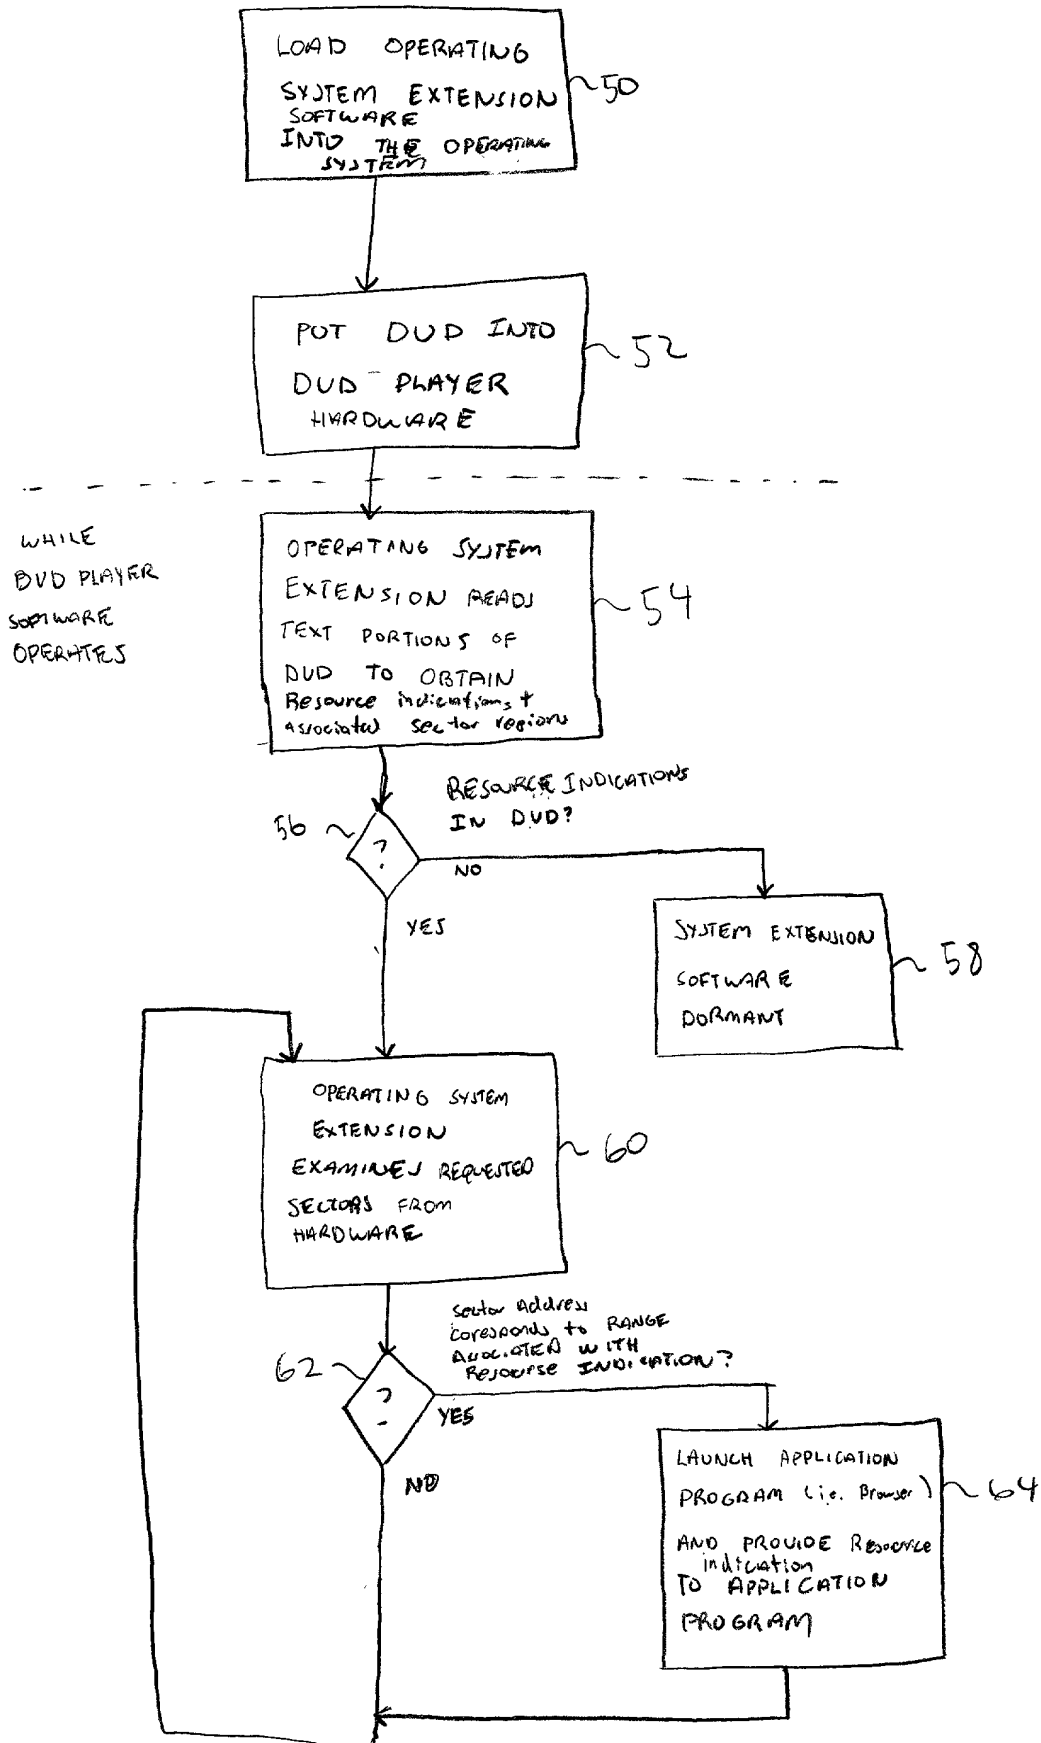 LOAD OPERATING
SYSTEM EXTENSION
SOFTWARE
INTO THE OPERATING
SYSTEM
50
PUT DVD INTO
DVD PLAYER
HARDWARE
52
WHILE
DVD PLAYER
SOFTWARE
OPERATES
OPERATING SYSTEM
EXTENSION READS
TEXT PORTIONS OF
DVD TO OBTAIN
Resource indications +
Associated sector regions
54
RESOURCE INDICATIONS
IN DVD?
56
?
NO
YES
SYSTEM EXTENSION
SOFTWARE
DORMANT
58
OPERATING SYSTEM
EXTENSION
EXAMINES REQUESTED
SECTORS FROM
HARDWARE
60
Sector Address
Coresponds to RANGE
ASSOCIATED WITH
Resourse INDICATION?
62
?
YES
NO
LAUNCH APPLICATION
PROGRAM (ie. Browser)
AND PROVIDE Resource
indication
TO APPLICATION
PROGRAM
64